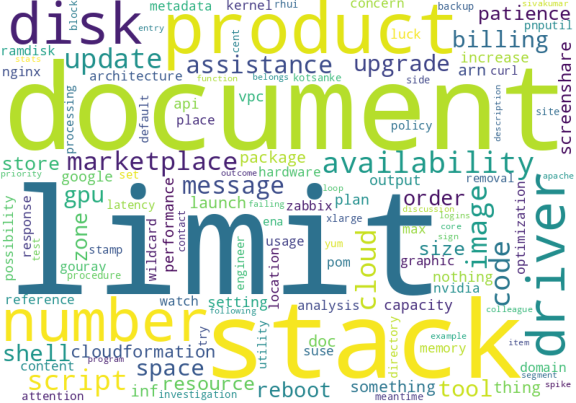 block
metadata
kernel
rhui
concern
backup
sivakumar
disk
product
luck
entry
cent
patience
pnputil
ramdisk
stats
update
assistance
billing
nginx
architecture
function
upgrade
increase
arn
curl
screenshare
document
belongs
kotsanke
side
processing
default
api
place
vpc
policy
description
site
store
marketplace
package
availability
priority
google
set
hardware
outcome
apache
possibility
response
test
gpu
zone
latency
wildcard
performance
contact
message
launch
failing
loop
zabbix
output
removal
plan
order
discussion
logins
image
optimization
driver
limit
stamp
gourav
procedure
engineer
ena
usage
location
xlarge
yum
pom
cloud
max
core
sign
size
graphic
nothing
nvidia
code
reference
watch
setting
analysis
capacity
colleague
number
stack
following
try
utility
doc
suse
directory
example
memory
item
shell
cloudformation
program
space
content
script
resource
reboot
something
tool
thing
domain
segment
attention
inf
investigation
meantime
spike